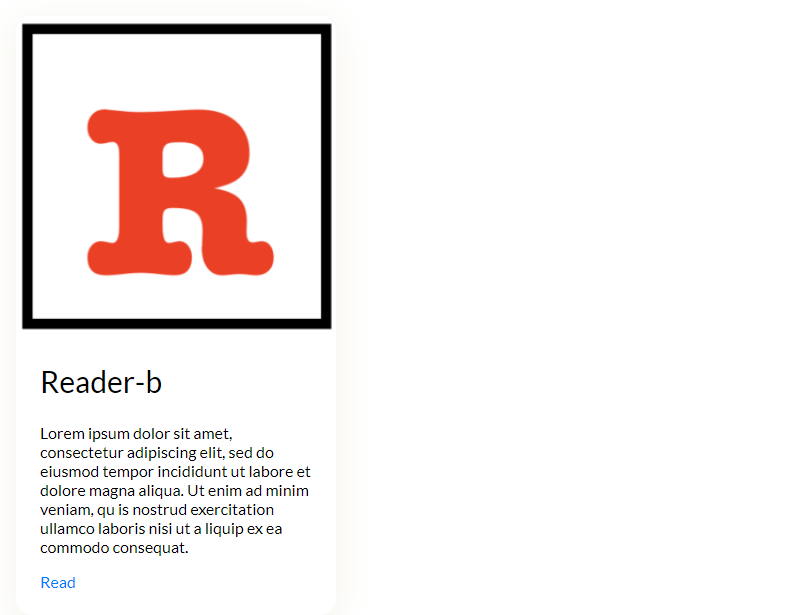 R
Reader-b
Lorem ipsum dolor sit amet,
consectetur adipiscing elit, sed do
eiusmod tempor incididunt ut labore et
dolore magna aliqua. Ut enim ad minim
veniam, qu is nostrud exercitation
ullamco laboris nisi ut a liquip ex ea
commodo consequat.
Read